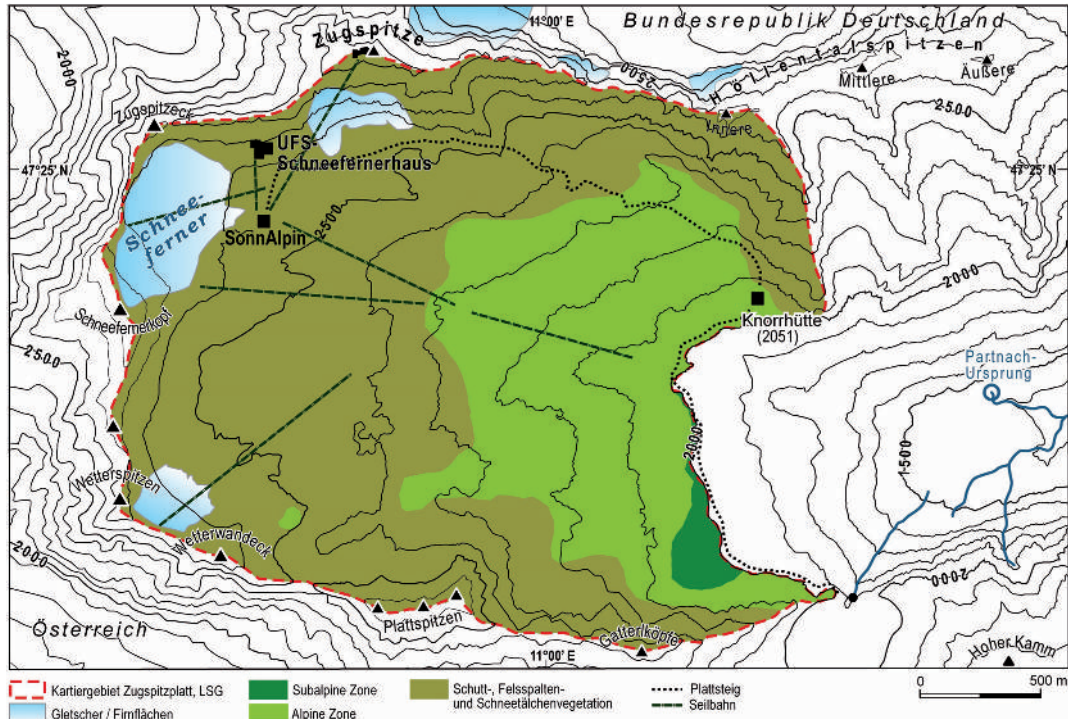 11°00' E
Bundesrepublik Deutschland
Zugspitze
2000
2500
Höllentalspitzen
Mittlere
Äußere
Innere
2500
Zugspitzeck
UFS-
Schneefernerhaus
47°25' N
47°25' N
2500
Schnee-
ferner
SonnAlpin
2000
Schneefernerkopf
Knorrhütte
(2051)
2500
Partnach-
Ursprung
2000
1500
Wetterspitzen
Wetterwandeck
2000
2000
Plattspitzen
Gatterlköpfe
Österreich
11°00' E
Hoher Kamm
Kartiergebiet Zugspitzplatt, LSG
Subalpine Zone
Schutt-, Felsspalten-
und Schneetälchenvegetation
Plattsteig
Seilbahn
0
500 m
Gletscher / Firnflächen
Alpine Zone